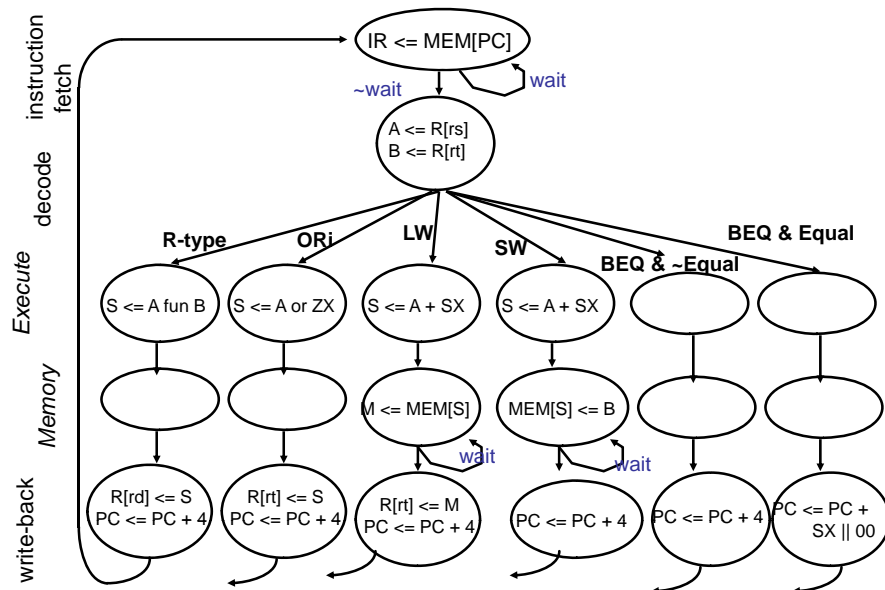 instruction
fetch
IR <= MEM[PC]
~wait
wait
decode
A <= R[rs]
B <= R[rt]
R-type
ORi
LW
SW
BEQ & ~Equal
BEQ & Equal
Execute
S <= A fun B
S <= A or ZX
S <= A + SX
S <= A + SX
Memory
M <= MEM[S]
MEM[S] <= B
wait
wait
write-back
R[rd] <= S
PC <= PC + 4
R[rt] <= S
PC <= PC + 4
R[rt] <= M
PC <= PC + 4
PC <= PC + 4
PC <= PC + 4
PC <= PC +
SX || 00